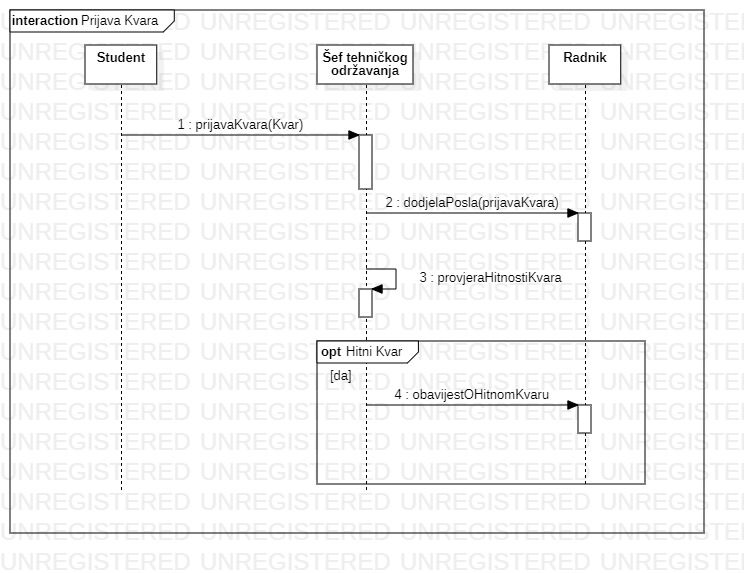 interaction Prijava Kvara
Student
Šef tehničkog
održavanja
Radnik
1 : prijavaKvara(Kvar)
2 : dodjelaPosla(prijavaKvara)
3 : provjeraHitnostiKvara
opt Hitni Kvar
[da]
4 : obavijestOHitnomKvaru
UNREGISTERED UNREGISTERED UNREGISTERED UNREGISTERED